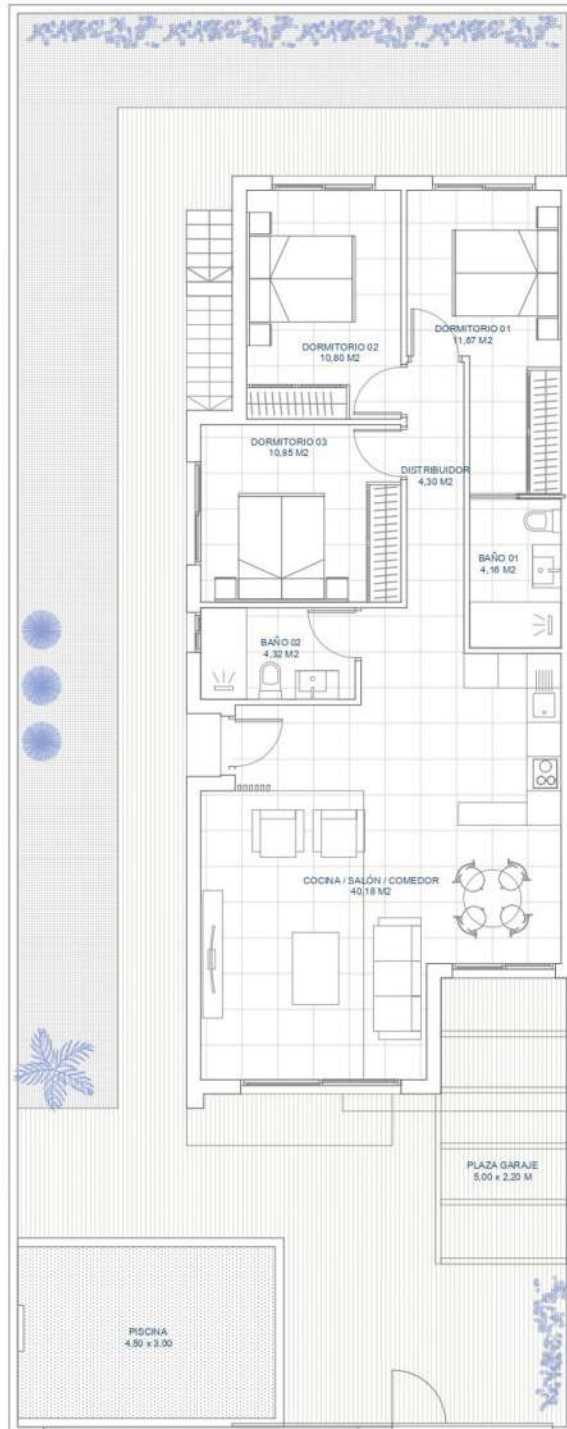 DORMITORIO 02
10,80 M2
DORMITORIO 01
11,67 M2
DORMITORIO 03
10,85 M2
DISTRIBUIDOR
4,30 M2
BAÑO 01
4,16 M2
BAÑO 02
4,32 M2
COCINA / SALÓN / COMEDOR
40,18 M2
PLAZA GARAJE
5,00 x 2,20 M
PISCINA
4,50 x 3,00